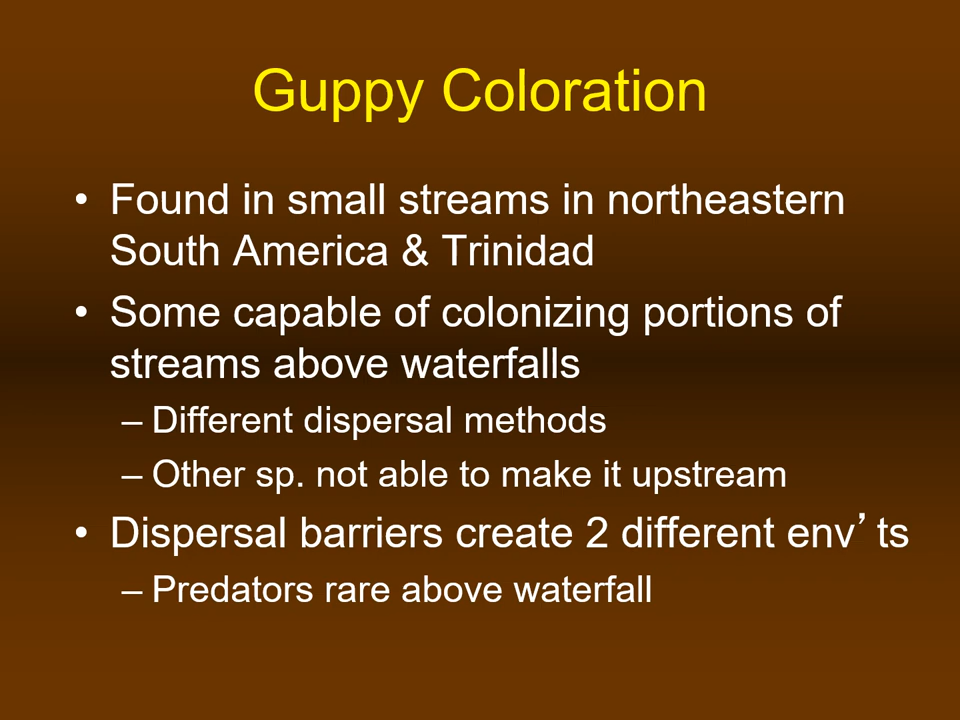 Guppy Coloration
• Found in small streams in northeastern
South America & Trinidad
• Some capable of colonizing portions of
streams above waterfalls
– Different dispersal methods
– Other sp. not able to make it upstream
• Dispersal barriers create 2 different env’ts
– Predators rare above waterfall